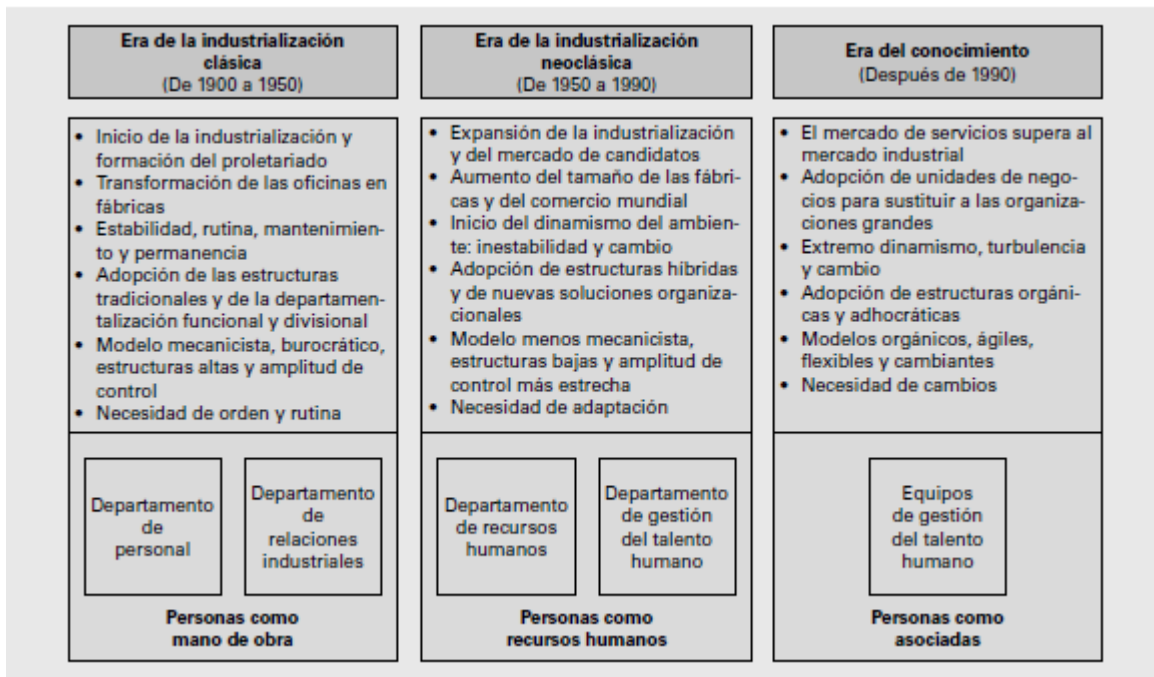 Era de la industrialización
clásica
(De 1900 a 1950)
• Inicio de la industrialización y
formación del proletariado
• Transformación de las oficinas en
fábricas
• Estabilidad, rutina, mantenimien-
to y permanencia
• Adopción de las estructuras
tradicionales y de la departamen-
talización funcional y divisional
• Modelo mecanicista, burocrático,
estructuras altas y amplitud de
control
• Necesidad de orden y rutina
Departamento
de
personal
Departamento
de
relaciones
industriales
Personas como
mano de obra
Era de la industrialización
neoclásica
(De 1950 a 1990)
• Expansión de la industrialización
y del mercado de candidatos
• Aumento del tamaño de las fábri-
cas y del comercio mundial
• Inicio del dinamismo del ambien-
te: inestabilidad y cambio
• Adopción de estructuras híbridas
y de nuevas soluciones organiza-
cionales
• Modelo menos mecanicista,
estructuras bajas y amplitud de
control más estrecha
• Necesidad de adaptación
Departamento
de recursos
humanos
Departamento
de gestión
del talento
humano
Personas como
recursos humanos
Era del conocimiento
(Después de 1990)
• El mercado de servicios supera al
mercado industrial
• Adopción de unidades de nego-
cios para sustituir a las organiza-
ciones grandes
• Extremo dinamismo, turbulencia
y cambio
• Adopción de estructuras orgáni-
cas y adhocráticas
• Modelos orgánicos, ágiles,
flexibles y cambiantes
• Necesidad de cambios
Equipos
de gestión
del talento
humano
Personas como
asociadas